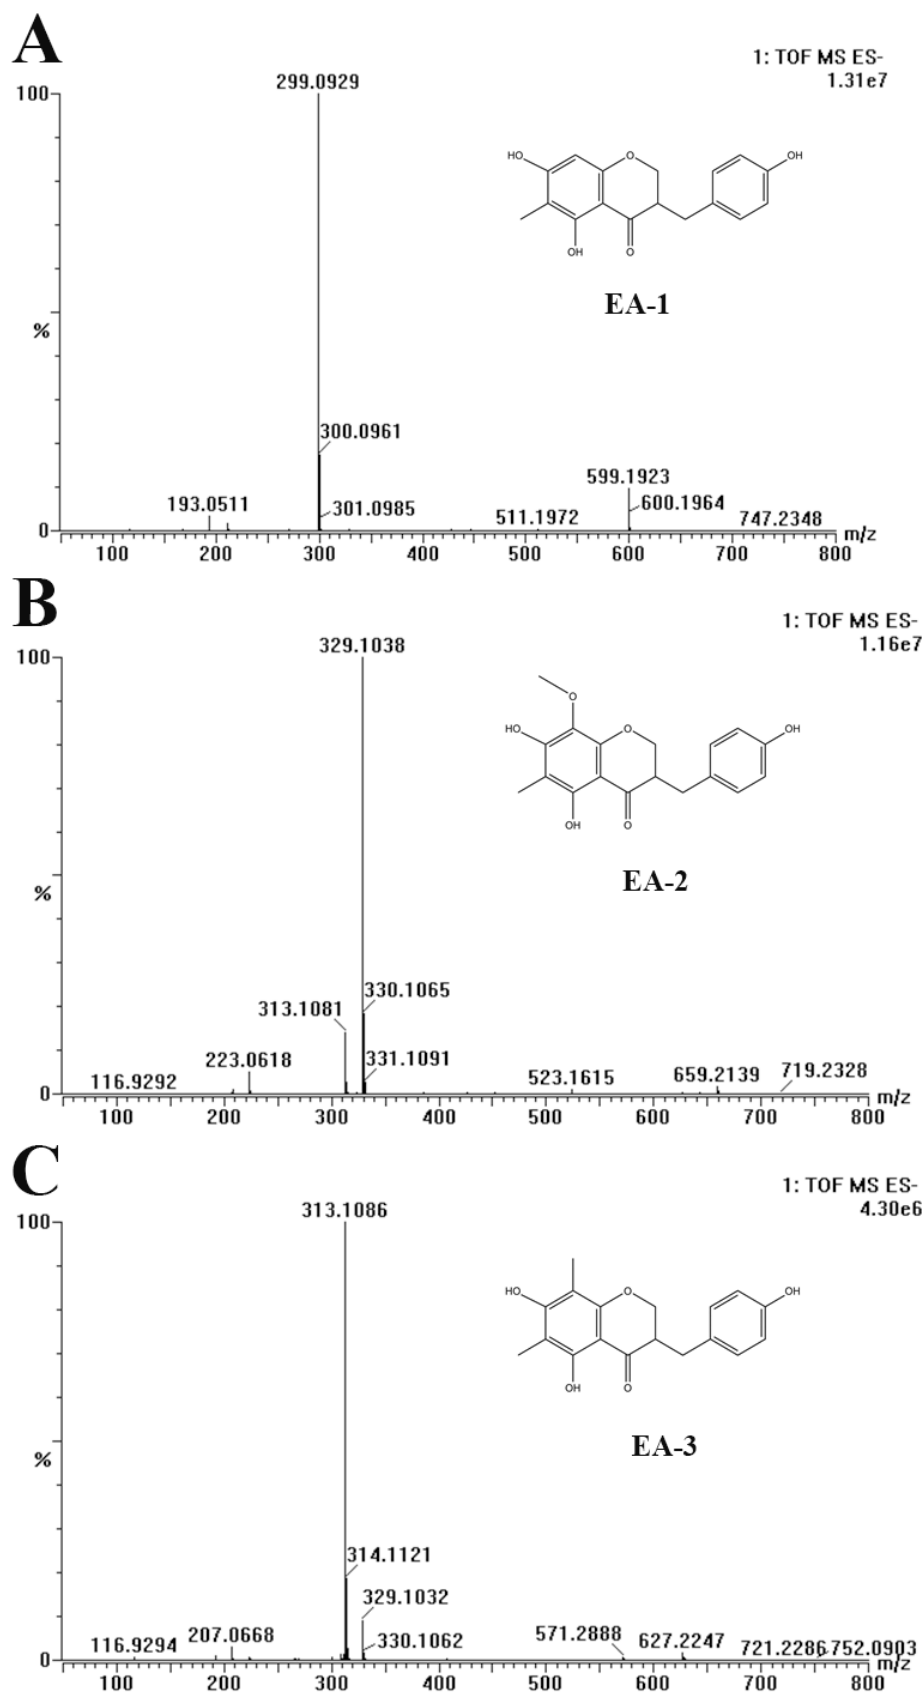 A
1: TOF MS ES-
1.31e7
299.0929
100
HO
O
OH
OH
O
EA-1
%
300.0961
301.0985
193.0511
511.1972
599.1923
600.1964
747.2348
0
m/z
100 200 300 400 500 600 700 800
B
1: TOF MS ES-
1.16e7
329.1038
100
O
HO
O
OH
OH
O
EA-2
%
330.1065
313.1081
331.1091
223.0618
116.9292
523.1615
659.2139
719.2328
0
m/z
100 200 300 400 500 600 700 800
C
1: TOF MS ES-
4.30e6
313.1086
100
HO
O
OH
OH
O
EA-3
%
314.1121
329.1032
330.1062
207.0668
116.9294
571.2888
627.2247
721.2286
752.0903
0
m/z
100 200 300 400 500 600 700 800